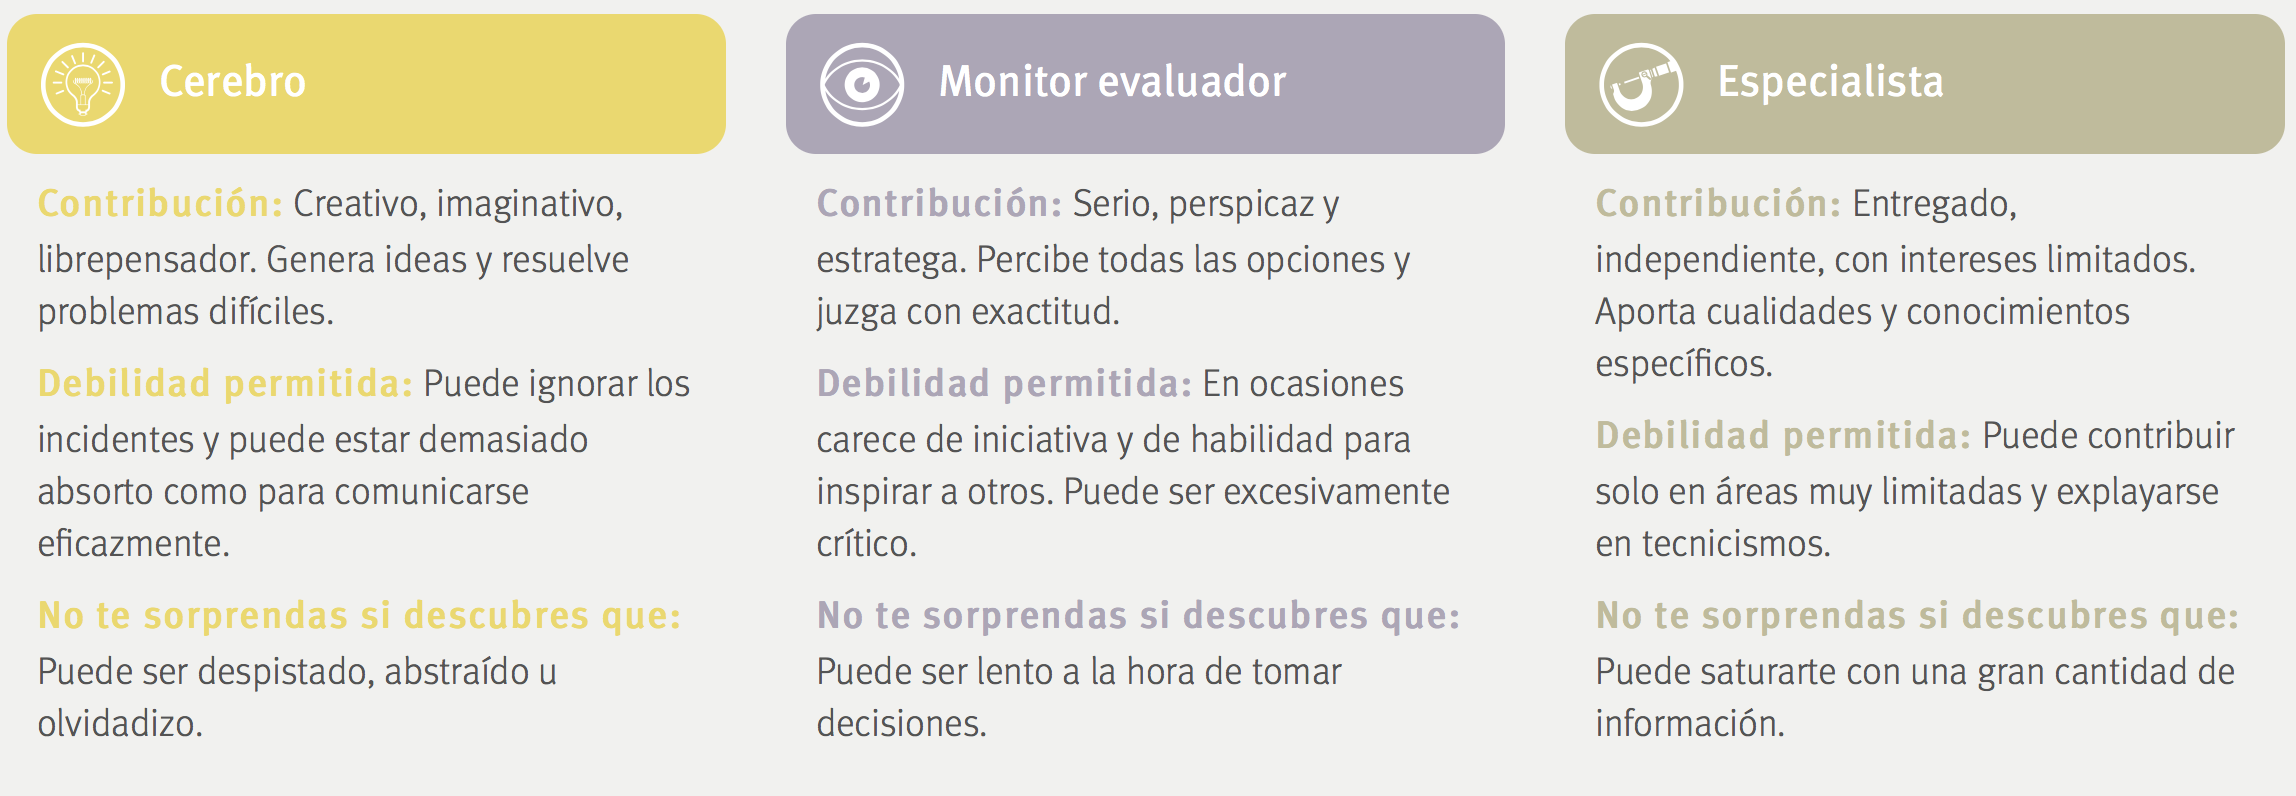 Cerebro
Contribución: Creativo, imaginativo,
librepensador. Genera ideas y resuelve
problemas difíciles.
Debilidad permitida: Puede ignorar los
incidentes y puede estar demasiado
absorto como para comunicarse
eficazmente.
No te sorprendas si descubres que:
Puede ser despistado, abstraído u
olvidadizo.
Monitor evaluador
Contribución: Serio, perspicaz y
estratega. Percibe todas las opciones y
juzga con exactitud.
Debilidad permitida: En ocasiones
carece de iniciativa y de habilidad para
inspirar a otros. Puede ser excesivamente
crítico.
No te sorprendas si descubres que:
Puede ser lento a la hora de tomar
decisiones.
Especialista
Contribución: Entregado,
independiente, con intereses limitados.
Aporta cualidades y conocimientos
específicos.
Debilidad permitida: Puede contribuir
solo en áreas muy limitadas y explayarse
en tecnicismos.
No te sorprendas si descubres que:
Puede saturarte con una gran cantidad de
información.